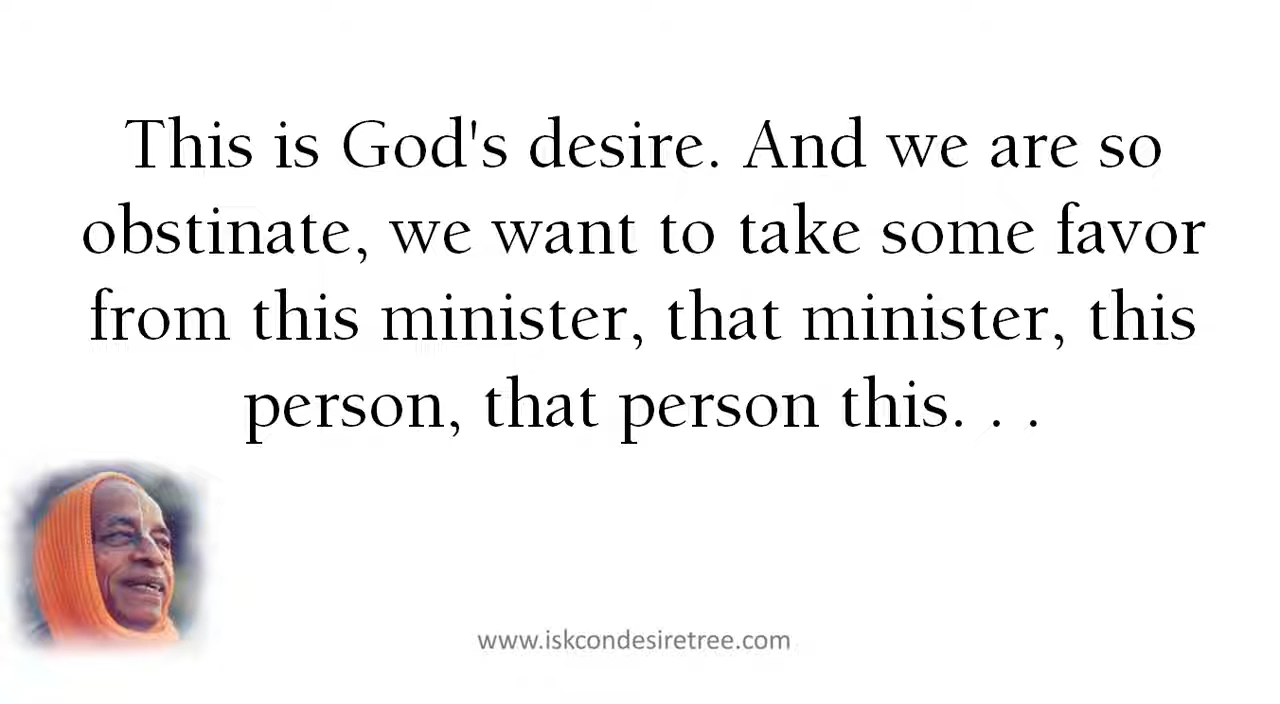 This is God's desire. And we are so
obstinate, we want to take some favor
from this minister, that minister, this
person, that person this. . .
www.iskcondesiretree.com